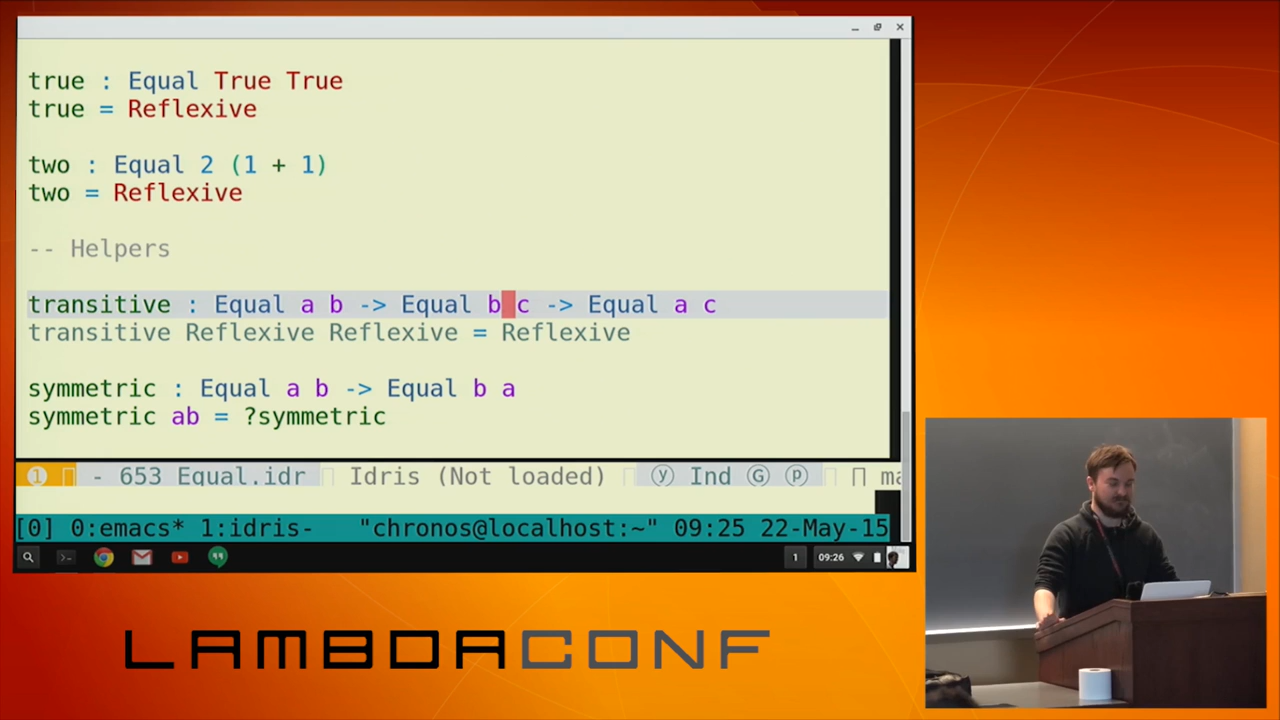 true : Equal True True
true = Reflexive
two : Equal 2 (1 + 1)
two = Reflexive
-- Helpers
transitive : Equal a b -> Equal b c -> Equal a c
transitive Reflexive Reflexive = Reflexive
symmetric : Equal a b -> Equal b a
symmetric ab = ?symmetric
1 - 653 Equal.idr Idris (Not loaded) y Ind G p ma
[0] 0:emacs* 1:idris- "chronos@localhost:~" 09:25 22-May-15
1 09:26
LAMBDACONF